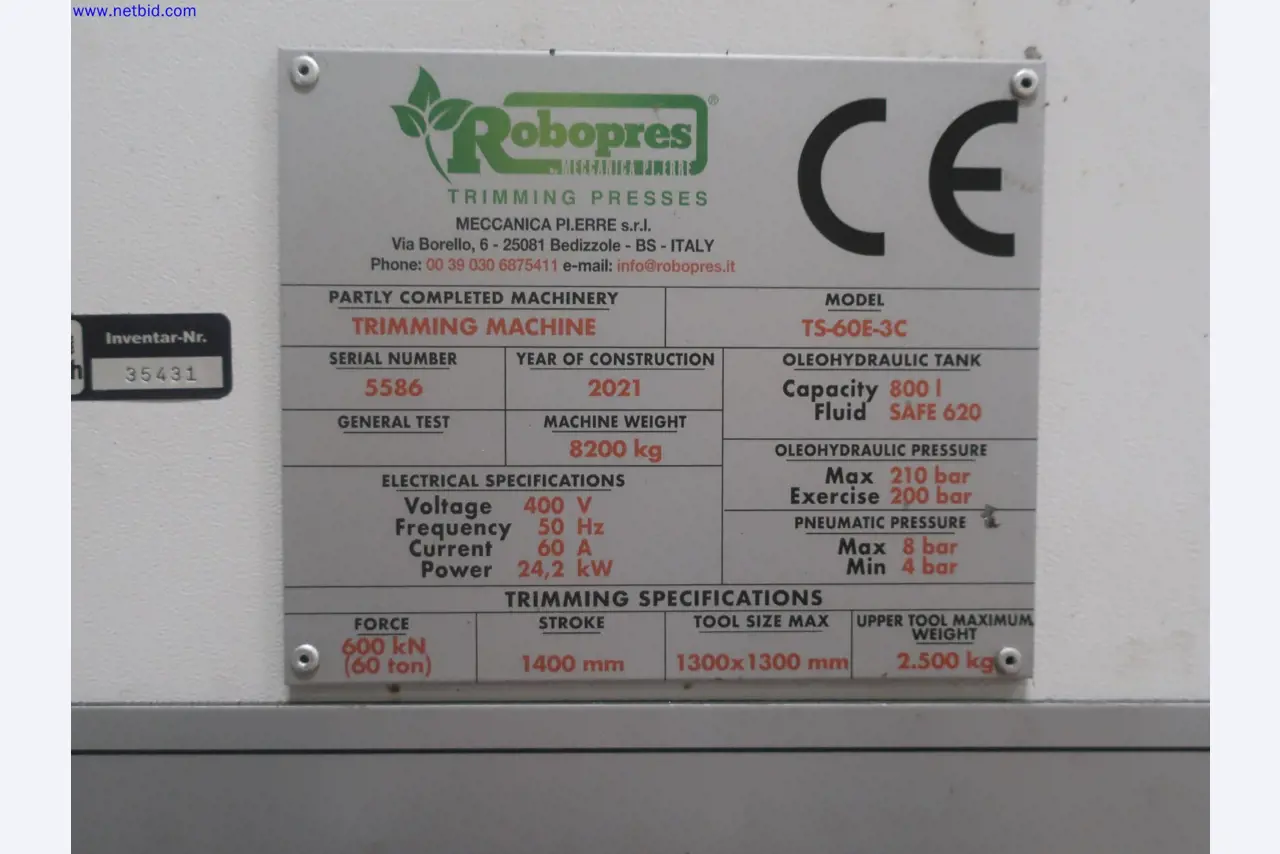 www.netbid.com
Robopres®
by MECCANICA PI.ERRE
TRIMMING PRESSES
MECCANICA PI.ERRE s.r.l.
Via Borello, 6 - 25081 Bedizzole - BS - ITALY
Phone: 00 39 030 6875411 e-mail: info@robopres.it
CE
PARTLY COMPLETED MACHINERY
TRIMMING MACHINE
MODEL
TS-60E-3C
SERIAL NUMBER
5586
YEAR OF CONSTRUCTION
2021
OLEOHYDRAULIC TANK
Capacity 800 l
Fluid SAFE 620
GENERAL TEST
MACHINE WEIGHT
8200 kg
OLEOHYDRAULIC PRESSURE
Max 210 bar
Exercise 200 bar
ELECTRICAL SPECIFICATIONS
Voltage 400 V
Frequency 50 Hz
Current 60 A
Power 24,2 kW
PNEUMATIC PRESSURE
Max 8 bar
Min 4 bar
TRIMMING SPECIFICATIONS
FORCE
600 kN
(60 ton)
STROKE
1400 mm
TOOL SIZE MAX
1300x1300 mm
UPPER TOOL MAXIMUM
WEIGHT
2.500 kg
Inventar-Nr.
35431